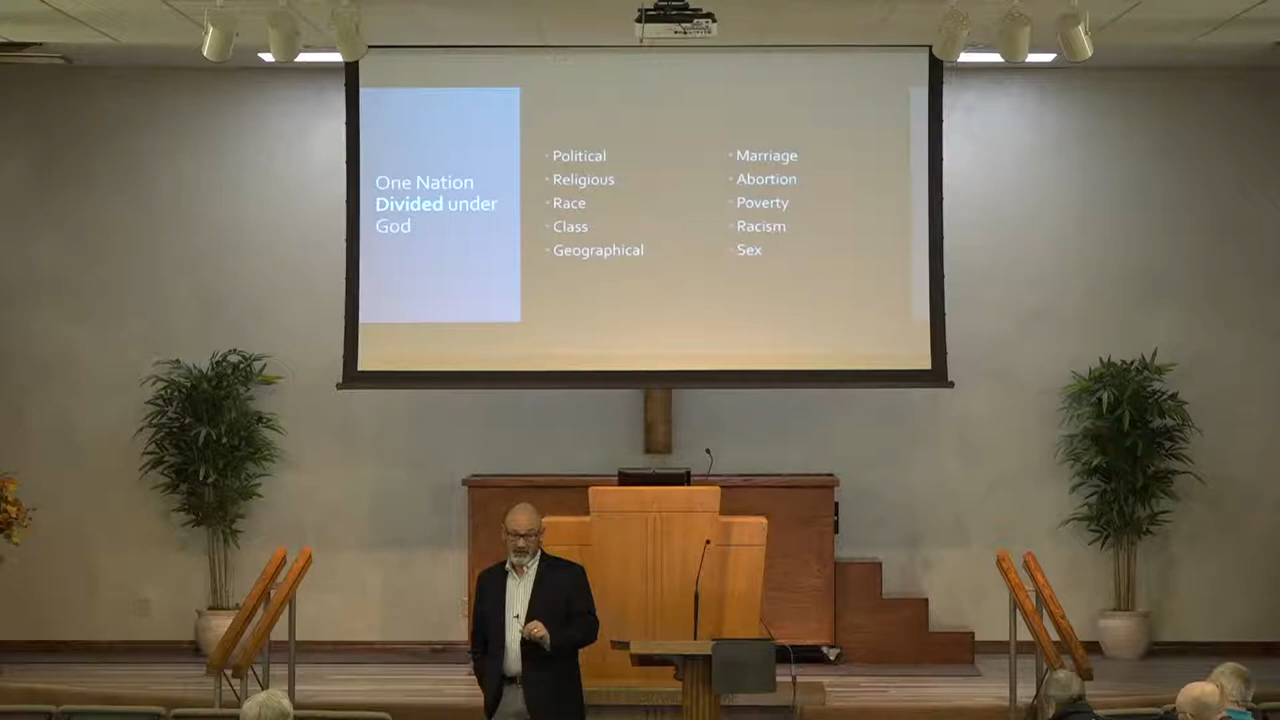 One Nation
Divided under
God
Political
Religious
Race
Class
Geographical
Marriage
Abortion
Poverty
Racism
Sex